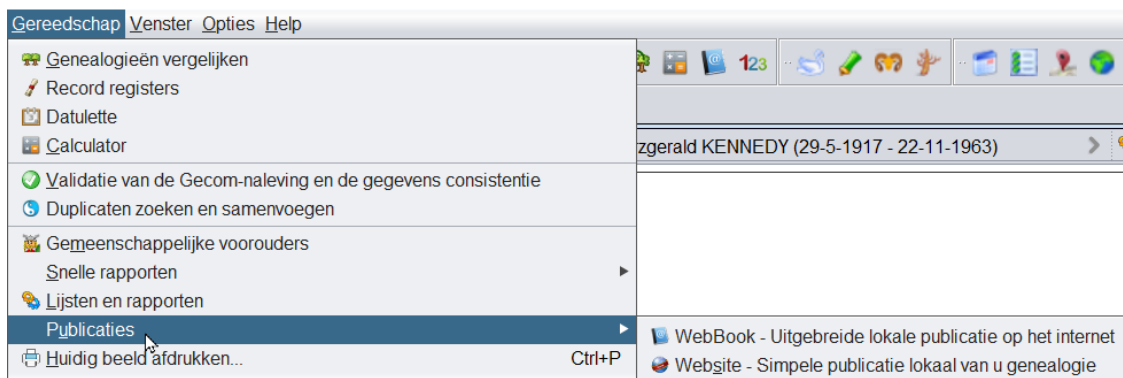 Gereedschap Venster Opties Help
Genealogieën vergelijken
123
Record registers
Datulette
Calculator
zgerald KENNEDY (29-5-1917 - 22-11-1963)
Validatie van de Gecom-naleving en de gegevens consistentie
Duplicaten zoeken en samenvoegen
Gemeenschappelijke voorouders
Snelle rapporten
Lijsten en rapporten
Publicaties
WebBook - Uitgebreide lokale publicatie op het internet
Huidig beeld afdrukken... Ctrl+P
Website - Simpele publicatie lokaal van u genealogie